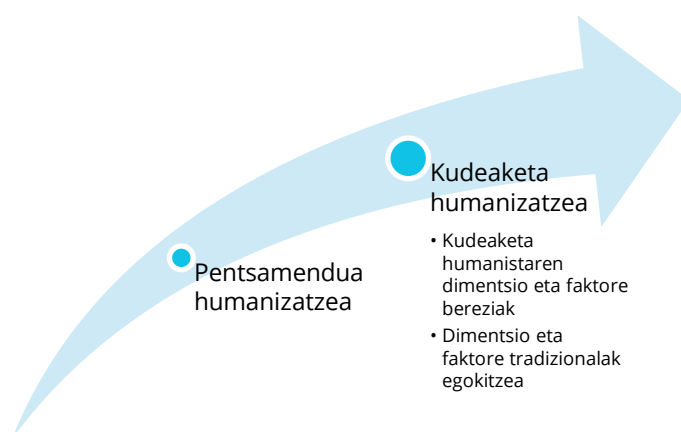 Pentsamendua
humanizatzea
Kudeaketa
humanizatzea
• Kudeaketa
humanistaren
dimentsio eta faktore
bereziak
• Dimentsio eta
faktore tradizionalak
egokitzea